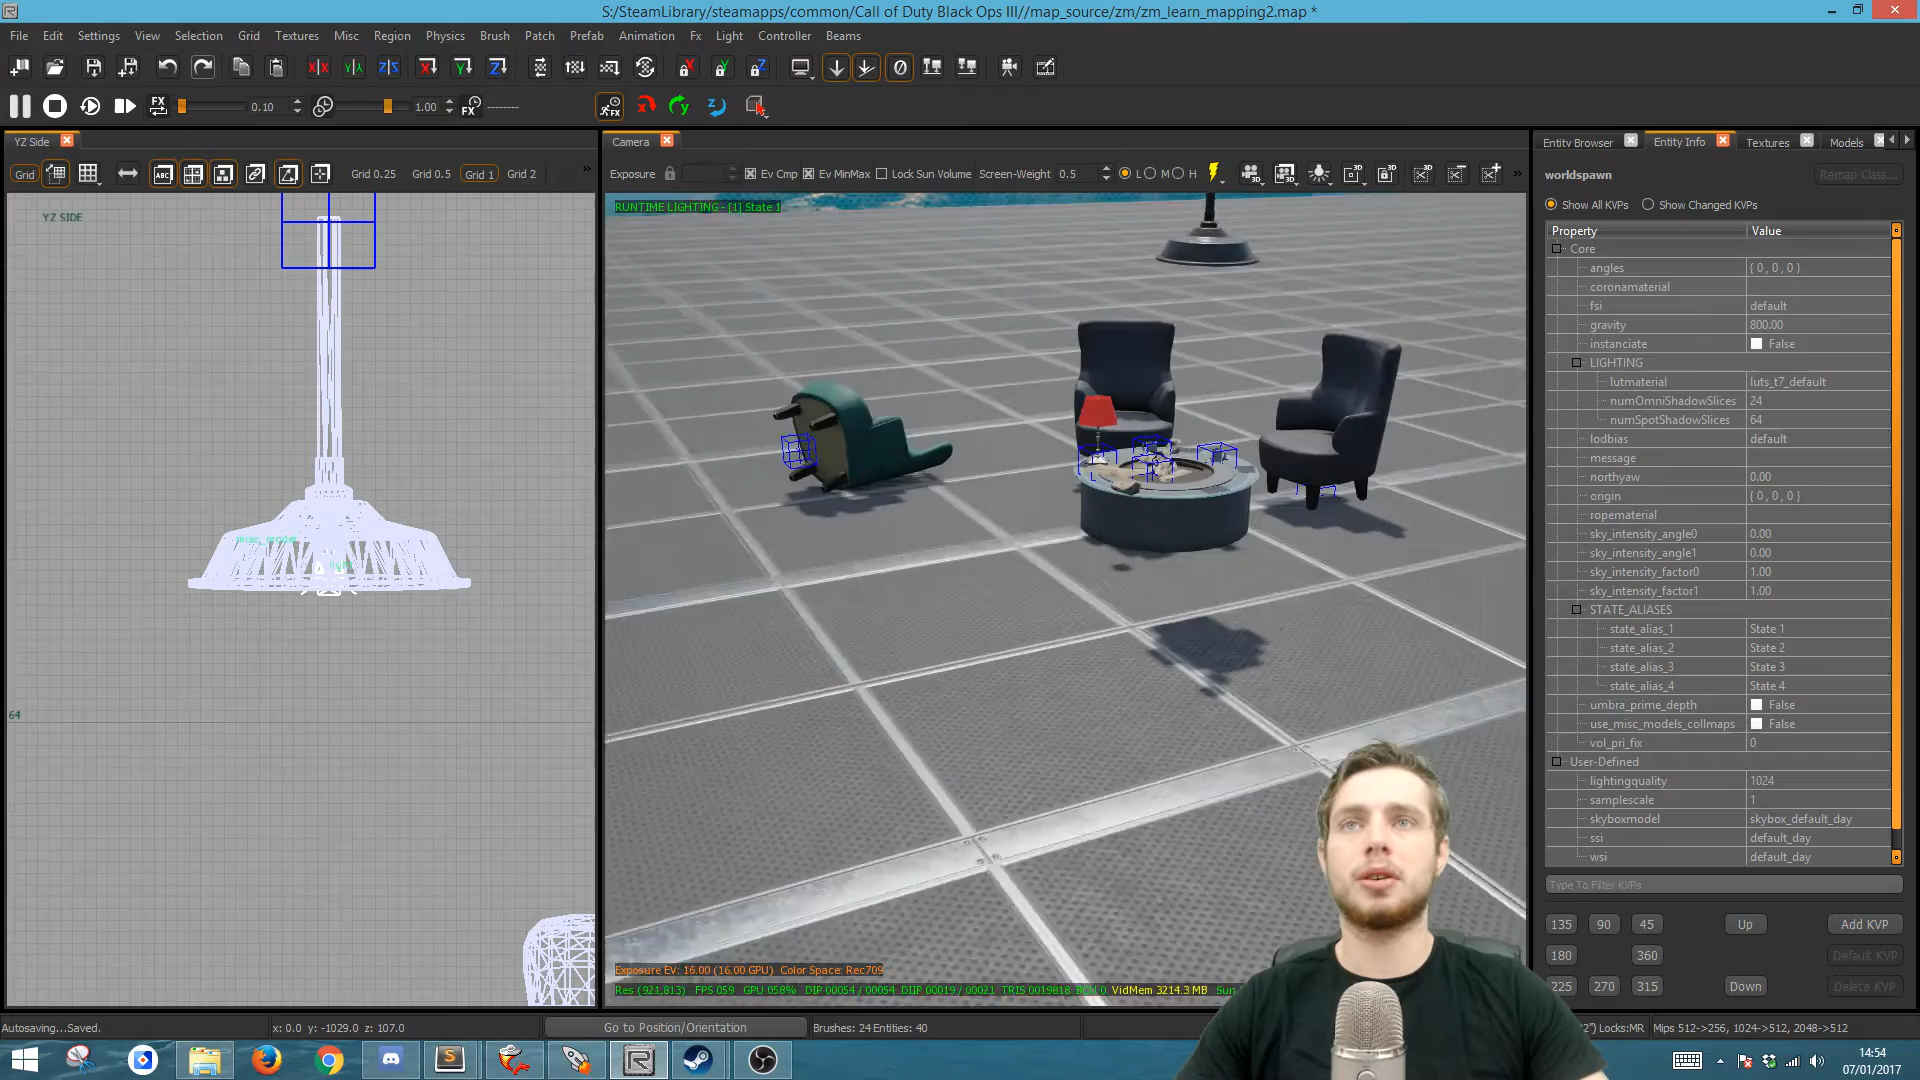 S:/SteamLibrary/steamapps/common/Call of Duty Black Ops III//map_source/zm/zm_learn_mapping2.map *
File Edit Settings View Selection Grid Textures Misc Region Physics Brush Patch Prefab Animation Fx Light Controller Beams
0.10 1.00 --------
YZ Side
Camera
Entity Browser Entity Info Textures Models
Grid Grid 0.25 Grid 0.5 Grid 1 Grid 2
Exposure Ev Cmp Ev MinMax Lock Sun Volume Screen-Weight 0.5 L M H
YZ SIDE
RUNTIME LIGHTING - [1] State 1
misc_model
light
64
worldspawn Remap Class...
Show All KVPs Show Changed KVPs
Property Value
Core
angles { 0 , 0 , 0 }
coronamaterial
fsi default
gravity 800.00
instanciate False
LIGHTING
lutmaterial luts_t7_default
numOmniShadowSlices 24
numSpotShadowSlices 64
lodbias default
message
northyaw 0.00
origin { 0 , 0 , 0 }
ropematerial
sky_intensity_angle0 0.00
sky_intensity_angle1 0.00
sky_intensity_factor0 1.00
sky_intensity_factor1 1.00
STATE_ALIASES
state_alias_1 State 1
state_alias_2 State 2
state_alias_3 State 3
state_alias_4 State 4
umbra_prime_depth False
use_misc_models_collmaps False
vol_pri_fix 0
User-Defined
lightingquality 1024
samplescale 1
skyboxmodel skybox_default_day
ssi default_day
wsi default_day
Type To Filter KVPs
135 90 45 Up Add KVP
180 360 Default KVP
225 270 315 Down Delete KVP
Exposure EV: 16.00 (16.00 GPU) Color Space: Rec709
Res (921,813) FPS 059 GPU 058% DIP 00054 / 00054 DIIP 00019 / 00021 TRIS 0019818 VidMem 3214.3 MB Sun
Autosaving...Saved. x: 0.0 y: -1029.0 z: 107.0 Go to Position/Orientation Brushes: 24 Entities: 40 Locks:MR Mips 512->256, 1024->512, 2048->512
14:54
07/01/2017